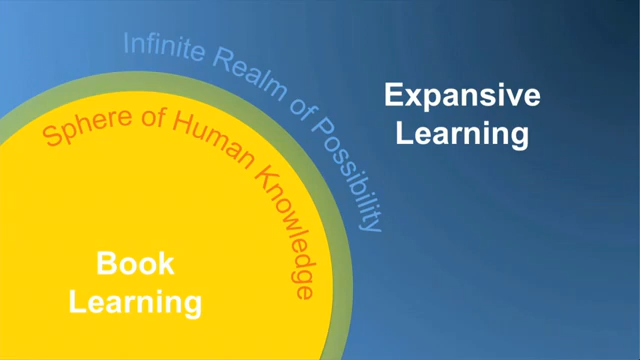 Infinite Realm of Possibility
Expansive
Learning
Sphere of Human Knowledge
Book
Learning